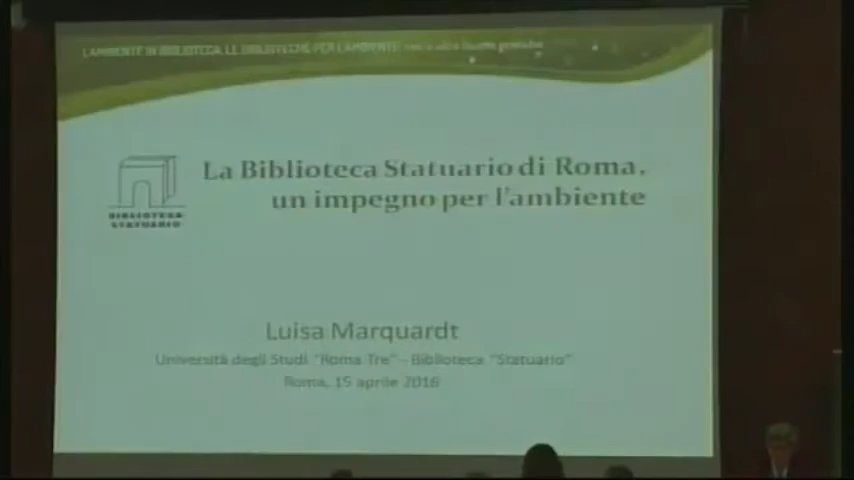 L'AMBIENTE IN BIBLIOTECA, LE BIBLIOTECHE PER L'AMBIENTE:
La Biblioteca Statuario di Roma,
un impegno per l'ambiente
BIBLIOTECA
STATUARIO
Luisa Marquardt
Università degli Studi "Roma Tre" - Biblioteca "Statuario"
Roma, 15 aprile 2016